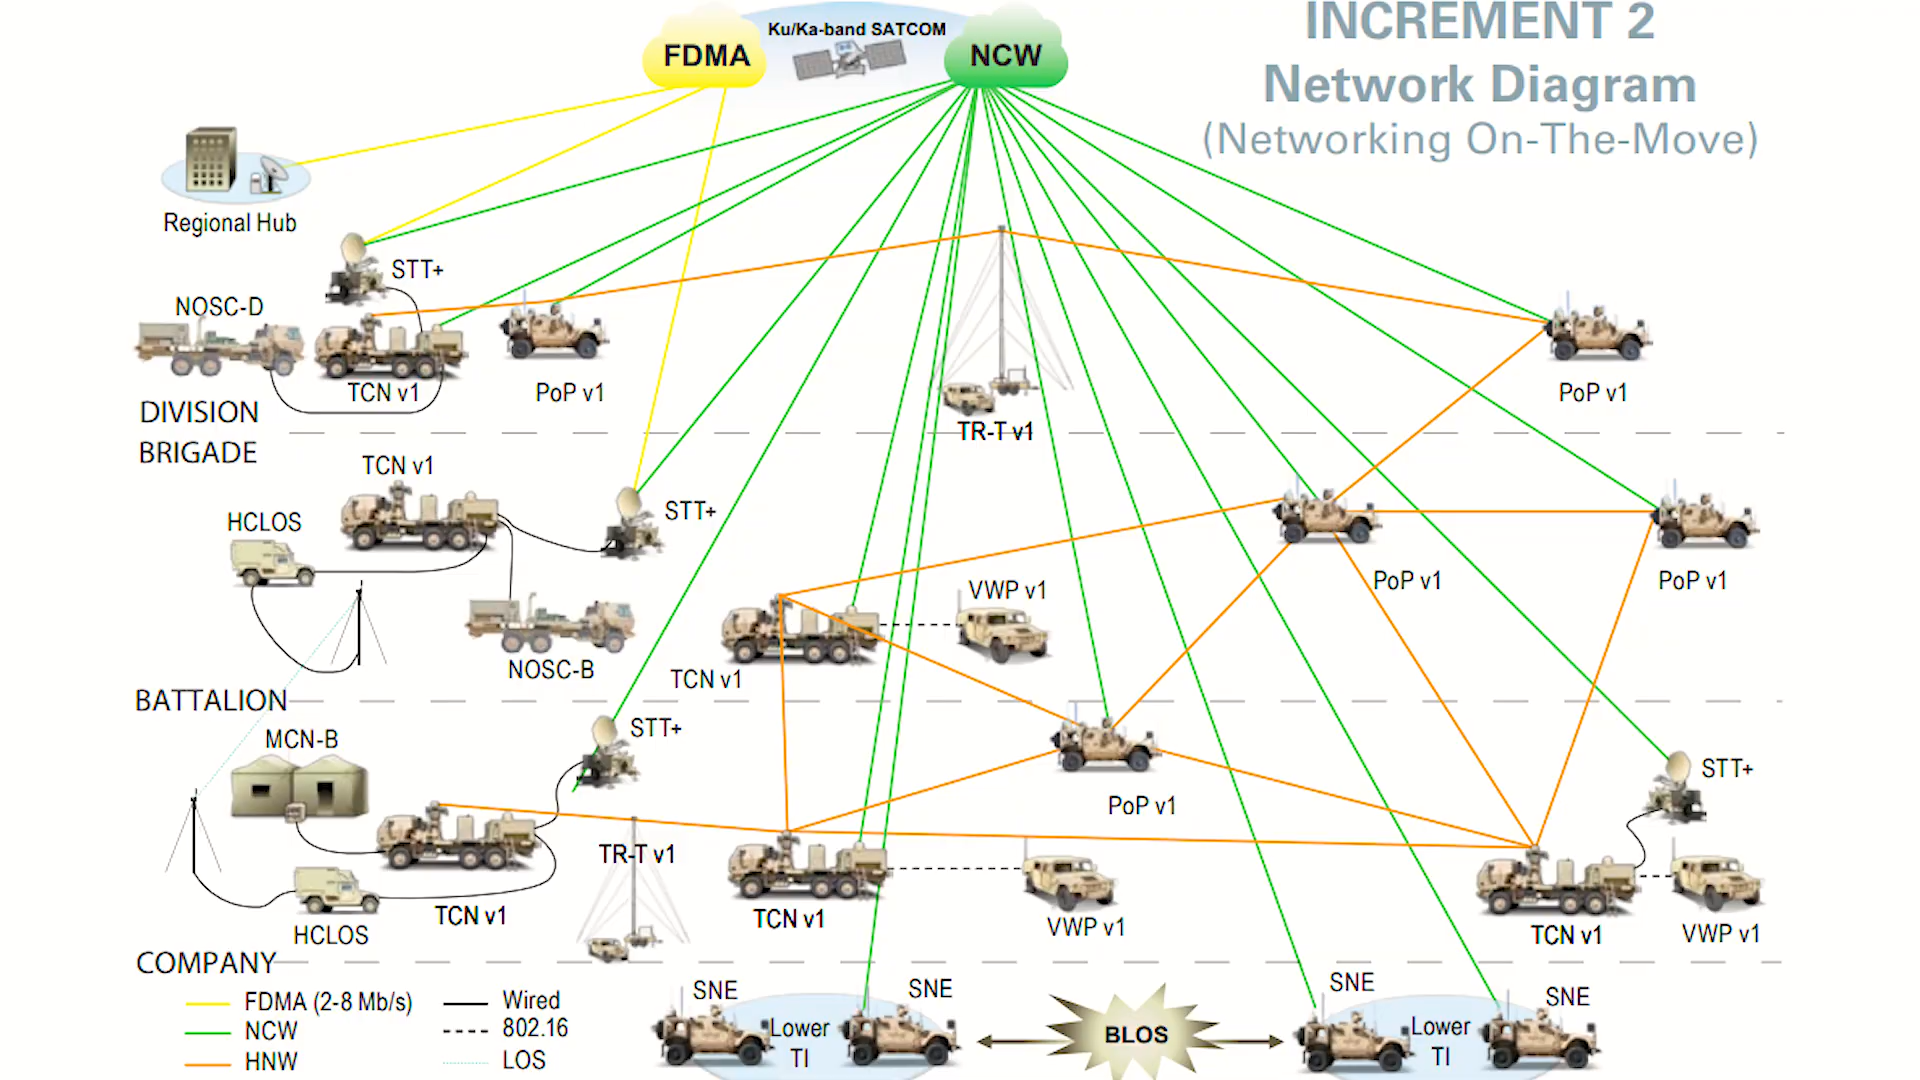 INCREMENT 2
Network Diagram
(Networking On-The-Move)
Ku/Ka-band SATCOM
FDMA
NCW
Regional Hub
STT+
NOSC-D
TCN v1
PoP v1
TR-T v1
PoP v1
DIVISION
BRIGADE
TCN v1
HCLOS
STT+
NOSC-B
PoP v1
PoP v1
VWP v1
TCN v1
BATTALION
MCN-B
STT+
PoP v1
STT+
TR-T v1
TCN v1
HCLOS
TCN v1
VWP v1
TCN v1
VWP v1
COMPANY
SNE
SNE
SNE
SNE
Lower
TI
BLOS
Lower
TI
FDMA (2-8 Mb/s)
NCW
HNW
Wired
802.16
LOS